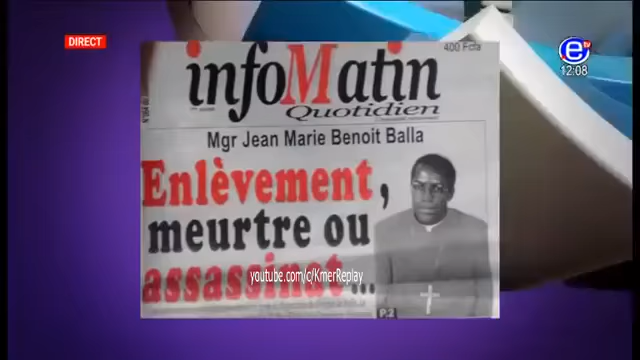 DIRECT
400 Fcfa
infoMatin
Quotidien
Mgr Jean Marie Benoit Balla
Enlèvement,
meurtre ou
assassinat...
youtube.com/c/KmerReplay
P.2
e
12:08